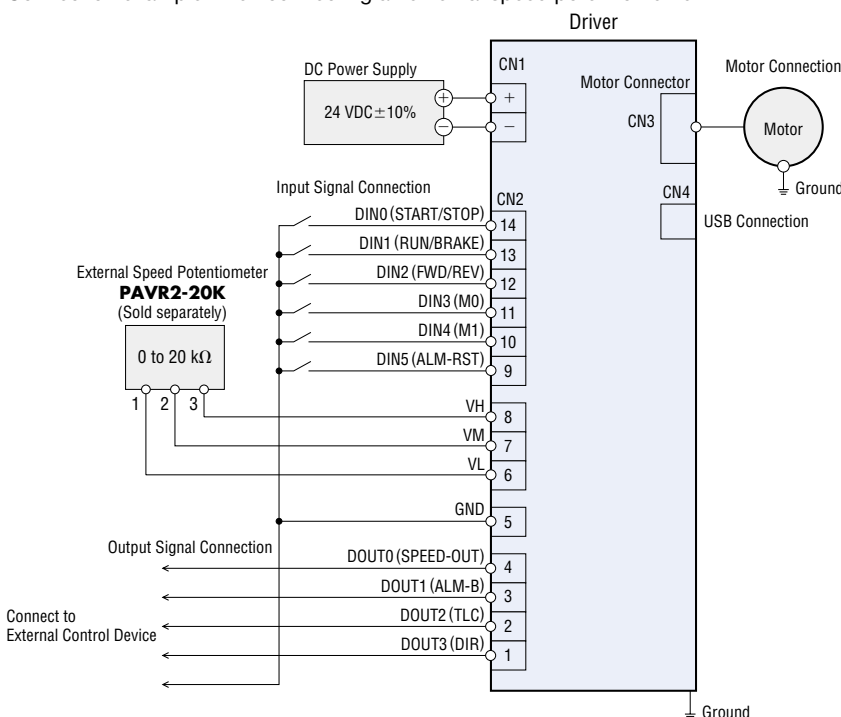 Driver
CN1
DC Power Supply
24 VDC±10%
+
−
+
−
Motor Connector
CN3
Motor Connection
Motor
Ground
CN4
USB Connection
Input Signal Connection
CN2
DIN0 (START/STOP)
14
DIN1 (RUN/BRAKE)
13
DIN2 (FWD/REV)
12
DIN3 (M0)
11
DIN4 (M1)
10
DIN5 (ALM-RST)
9
External Speed Potentiometer
PAVR2-20K
(Sold separately)
0 to 20 kΩ
1 2 3
VH
8
VM
7
VL
6
GND
5
Output Signal Connection
DOUT0 (SPEED-OUT)
4
DOUT1 (ALM-B)
3
DOUT2 (TLC)
2
DOUT3 (DIR)
1
Connect to
External Control Device
Ground